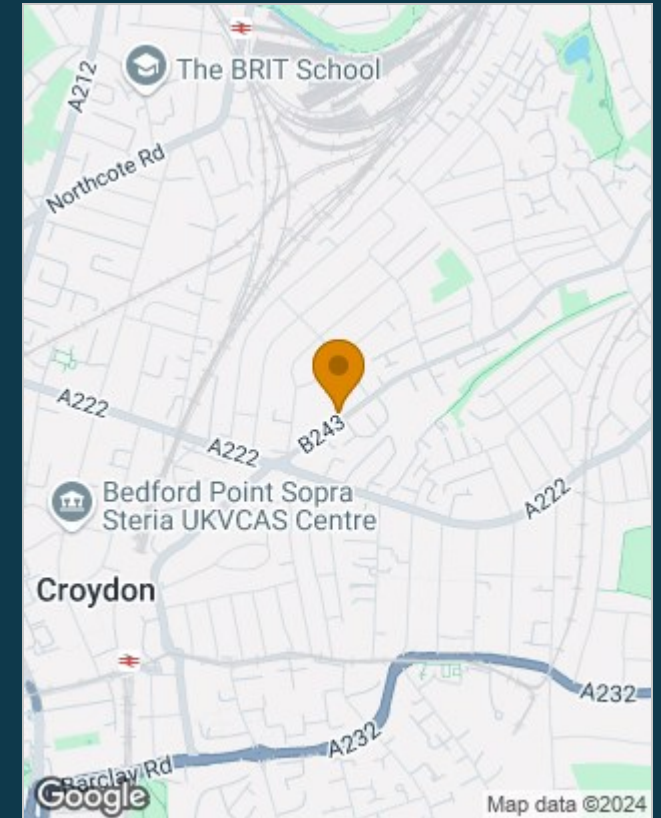 The BRIT School
A212
Northcote Rd
A222
A222
B243
A222
Bedford Point Sopra
Steria UKVCAS Centre
Croydon
A232
A232
Barclay Rd
Google
Map data ©2024